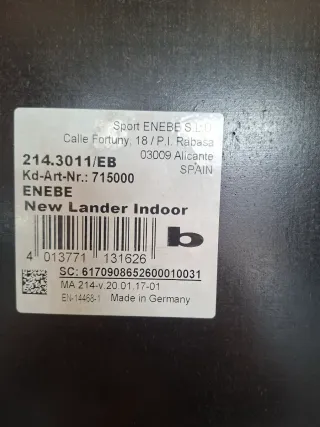 Sport ENEBE S.L.U.
Calle Fortuny, 18 / P.I. Rabasa
03009 Alicante
SPAIN
214.3011/EB
Kd-Art-Nr.: 715000
ENEBE
New Lander Indoor
b
4 013771 131626
SC: 6170908652600010031
MA 214-v.20.01.17-01
EN-14468-1 Made in Germany